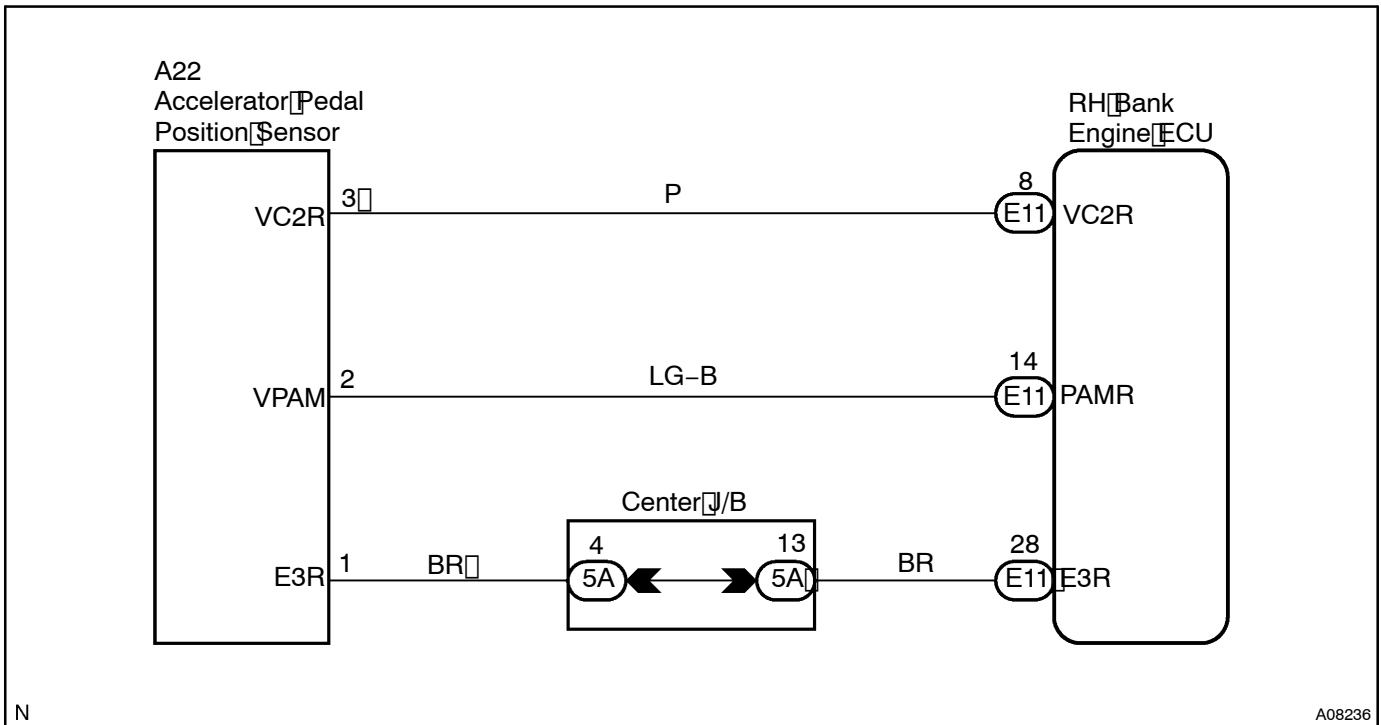 A22
Accelerator Pedal
Position Sensor
RH Bank
Engine ECU
VC2R
3
P
8
E11
VC2R
VPAM
2
LG-B
14
E11
PAMR
Center J/B
E3R
1
BR
4
5A
13
5A
BR
28
E11
E3R
N
A08236